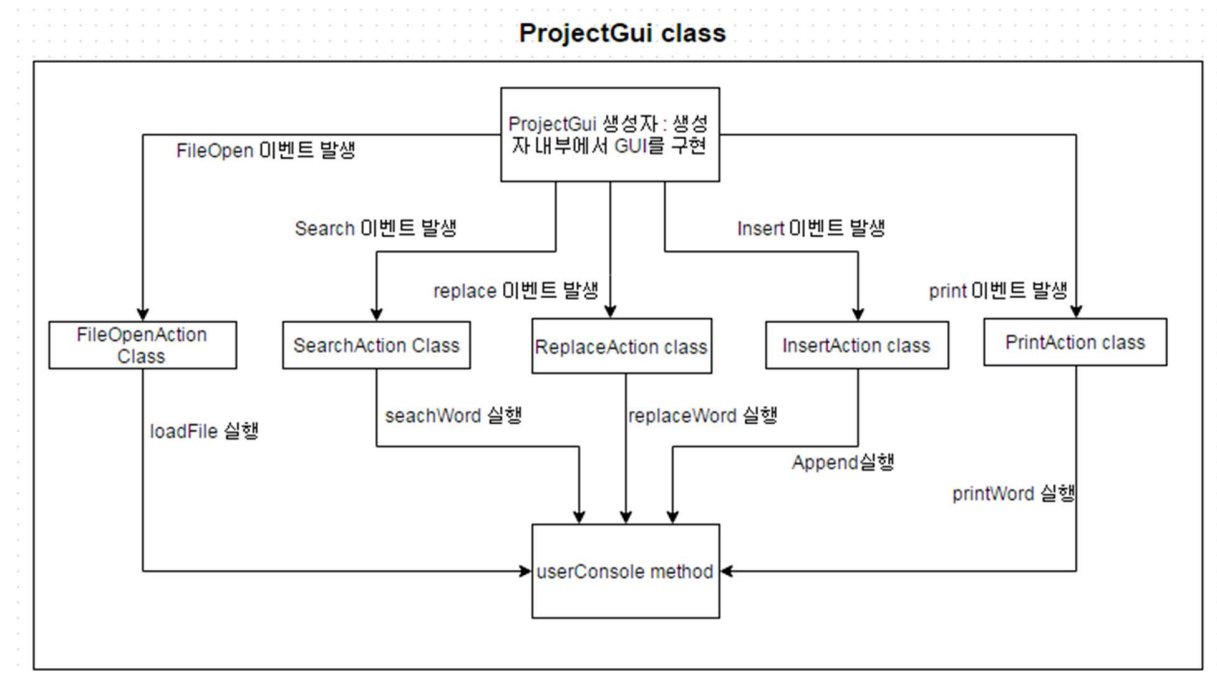 ProjectGui class
ProjectGui 생성자 : 생성
자 내부에서 GUI를 구현
FileOpen 이벤트 발생
Search 이벤트 발생
Insert 이벤트 발생
replace 이벤트 발생
print 이벤트 발생
FileOpenAction
Class
SearchAction Class
ReplaceAction class
InsertAction class
PrintAction class
loadFile 실행
seachWord 실행
replaceWord 실행
Append실행
printWord 실행
userConsole method